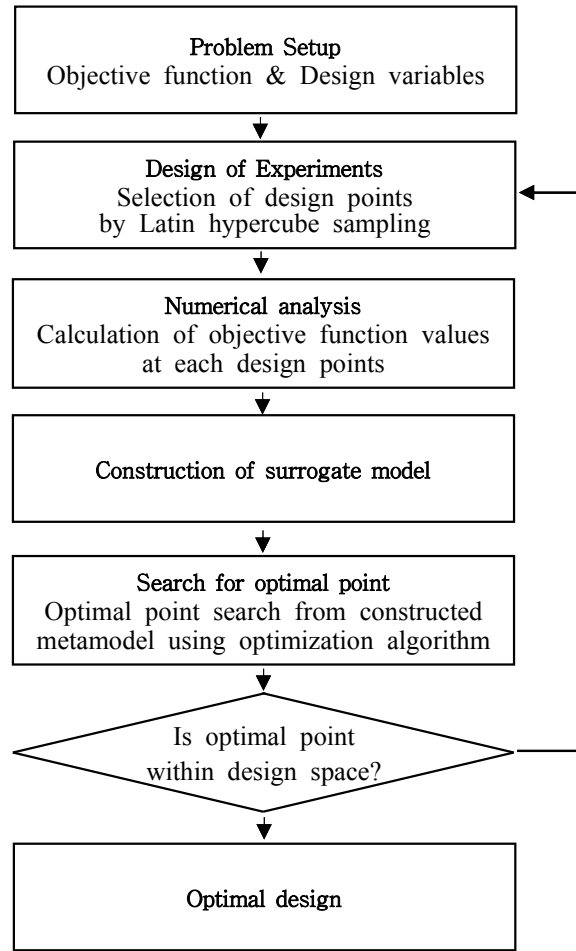 Problem Setup
Objective function & Design variables
Design of Experiments
Selection of design points
by Latin hypercube sampling
Numerical analysis
Calculation of objective function values
at each design points
Construction of surrogate model
Search for optimal point
Optimal point search from constructed
metamodel using optimization algorithm
Is optimal point
within design space?
Optimal design